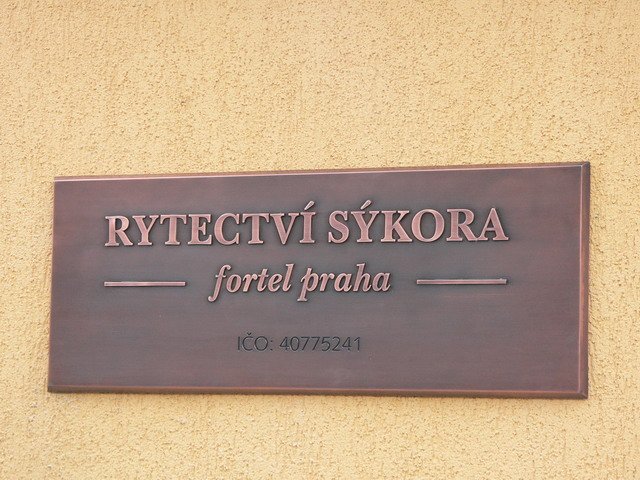 RYTECTVÍ SÝKORA
fortel praha
IČO: 40775241